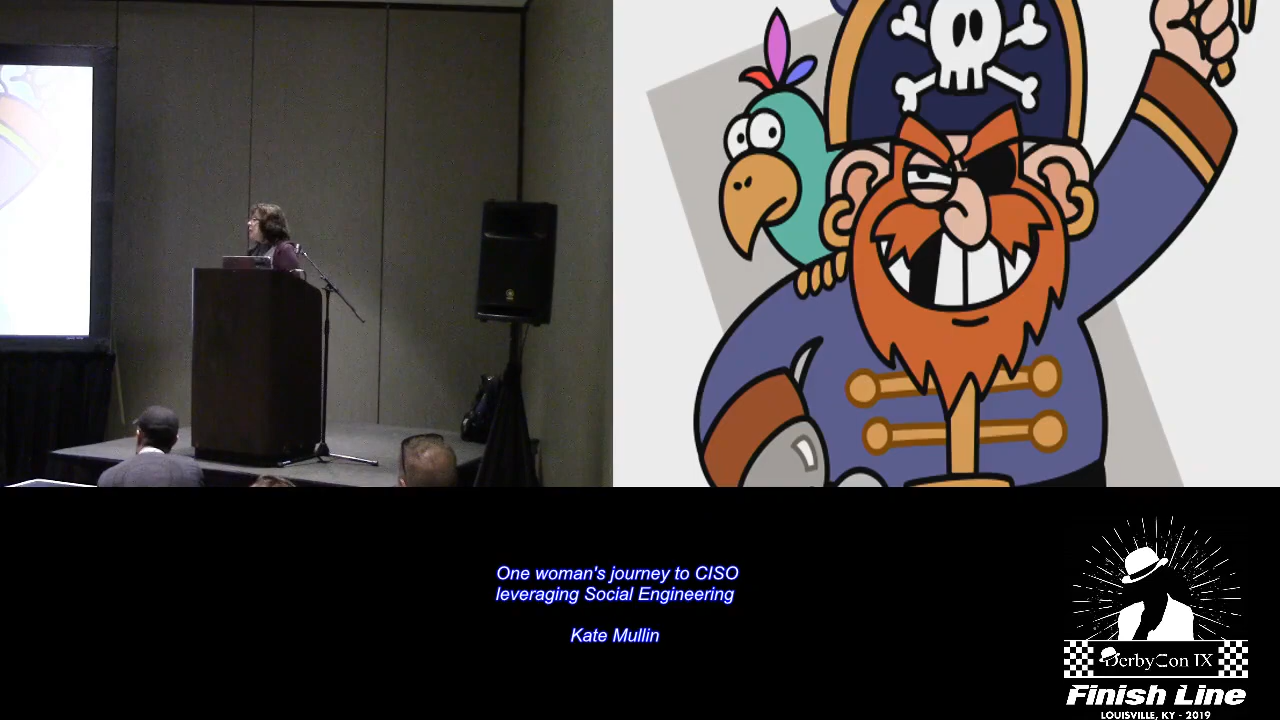 One woman's journey to CISO
leveraging Social Engineering
Kate Mullin
DerbyCon IX
Finish Line
LOUISVILLE, KY - 2019